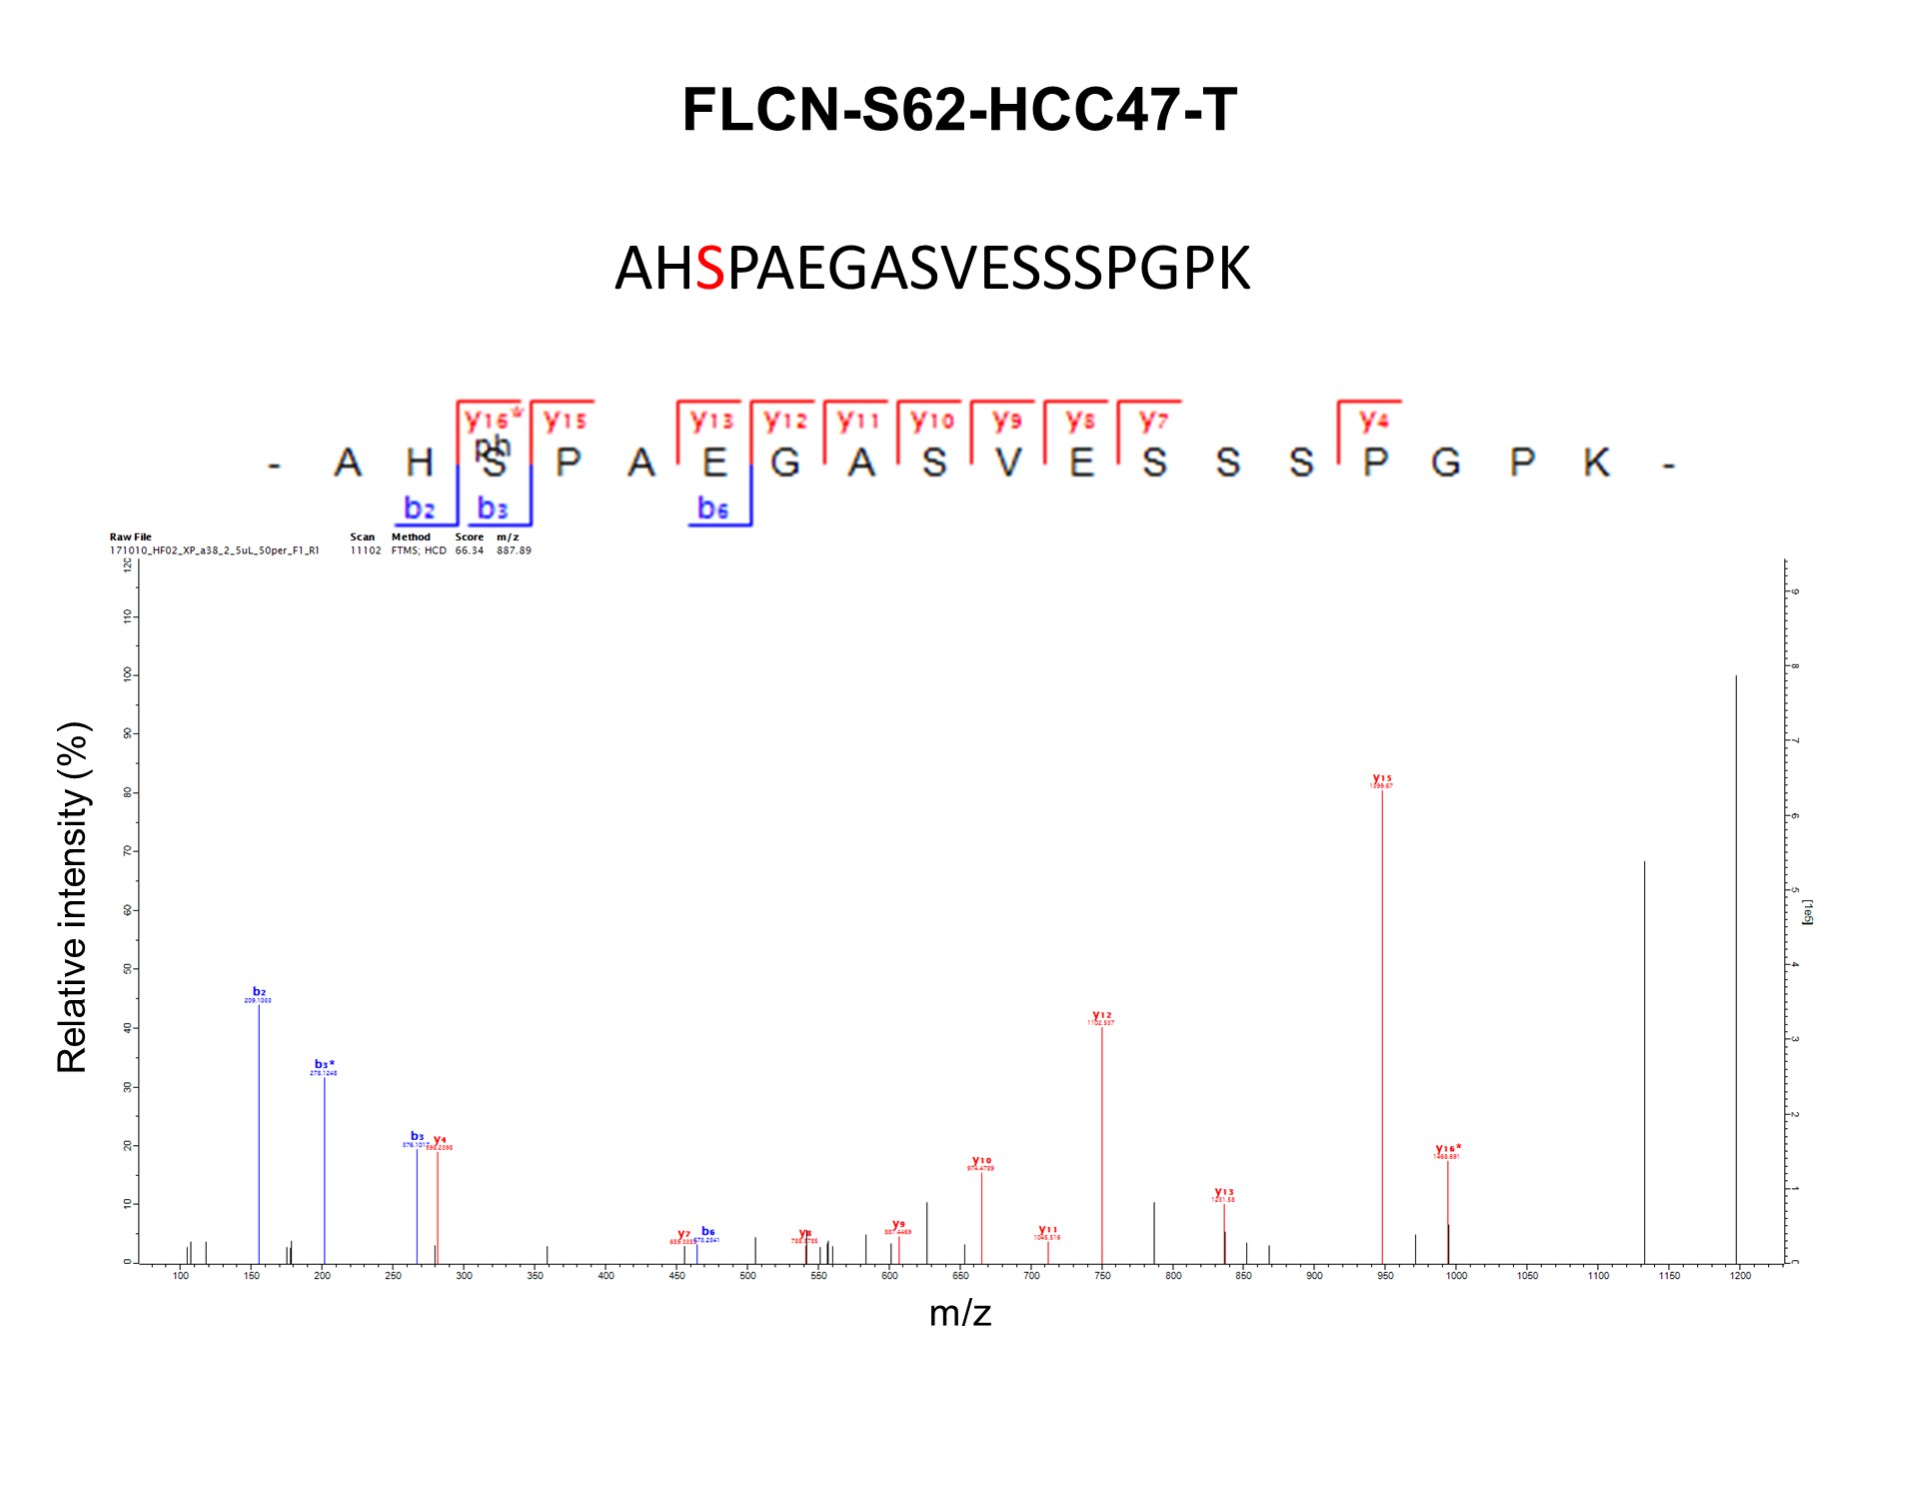 FLCN-S62-HCC47-T
AHSPAEGASVESSSPGPK
y16* y15 y13 y12 y11 y10 y9 y8 y7 y4
ph
- A H S P A E G A S V E S S S P G P K -
b2 b3 b6
Raw File Scan Method Score m/z
171010_HF02_XP_a38_2_5uL_50per_F1_R1 11102 FTMS; HCD 66.34 887.89
120
110
100
90
80
70
60
50
40
30
20
10
0
Relative intensity (%)
9
8
7
6
5
4
3
2
1
0
[1e5]
y15
b2
209.1033
y12
b3*
278.1248
b3
y4
y16*
y10
y13
y9
y11
y7
b6
y8
100 150 200 250 300 350 400 450 500 550 600 650 700 750 800 850 900 950 1000 1050 1100 1150 1200
m/z